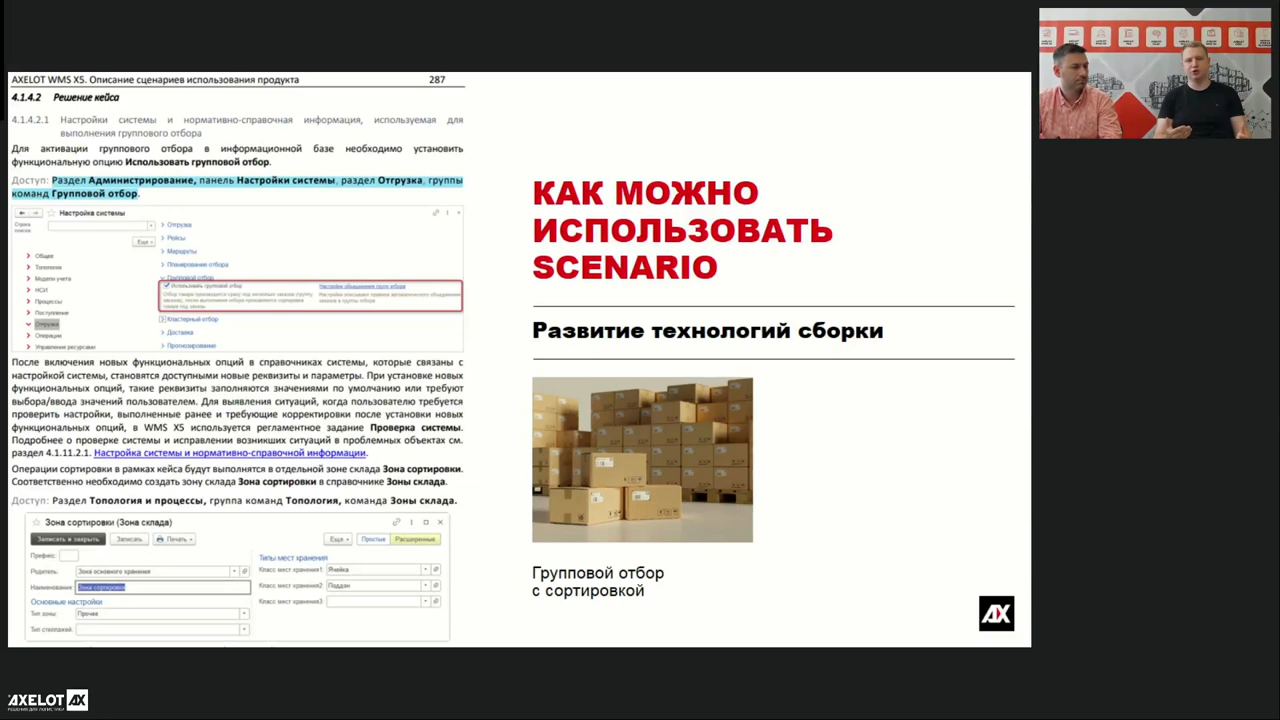 AXELOT WMS X5. Описание сценариев использования продукта 287
4.1.4.2 Решение кейса
4.1.4.2.1 Настройки системы и нормативно-справочная информация, используемая для
выполнения группового отбора
Для активации группового отбора в информационной базе необходимо установить
функциональную опцию Использовать групповой отбор.
Доступ: Раздел Администрирование, панель Настройки системы, раздел Отгрузка, группы
команд Групповой отбор.
Настройка системы
Строка
поиска:
Еще
Общее
Топология
Модели учета
НСИ
Процессы
Поступление
Отгрузка
Операции
Управление ресурсами
Отгрузка
Рейсы
Маршруты
Планирование отбора
Групповой отбор
Использовать групповой отбор
Кластерный отбор
Доставка
Прогнозирование
После включения новых функциональных опций в справочниках системы, которые связаны с
настройкой системы, становятся доступными новые реквизиты и параметры. При установке новых
функциональных опций, такие реквизиты заполняются значениями по умолчанию или требуют
выбора/ввода значений пользователем. Для выявления ситуаций, когда пользователю требуется
проверить настройки, выполненные ранее и требующие корректировки после установки новых
функциональных опций, в WMS X5 используется регламентное задание Проверка системы.
Подробнее о проверке системы и исправлении возникших ситуаций в проблемных объектах см.
раздел 4.1.11.2.1. Настройка системы и нормативно-справочной информации.
Операции сортировки в рамках кейса будут выполнятся в отдельной зоне склада Зона сортировки.
Соответственно необходимо создать зону склада Зона сортировки в справочнике Зоны склада.
Доступ: Раздел Топология и процессы, группа команд Топология, команда Зоны склада.
Зона сортировки (Зона склада)
Записать и закрыть Записать Печать Еще Простые Расширенные
Префикс:
Родитель: Зона основного хранения
Наименование: Зона сортировки
Основные настройки
Тип зоны: Прочее
Тип стеллажей:
Типы мест хранения
Класс мест хранения1: Ячейка
Класс мест хранения2: Поддон
Класс мест хранения3:
КАК МОЖНО
ИСПОЛЬЗОВАТЬ
SCENARIO
Развитие технологий сборки
Групповой отбор
с сортировкой
AX
AXELOT AX
РЕШЕНИЯ ДЛЯ ЛОГИСТИКИ